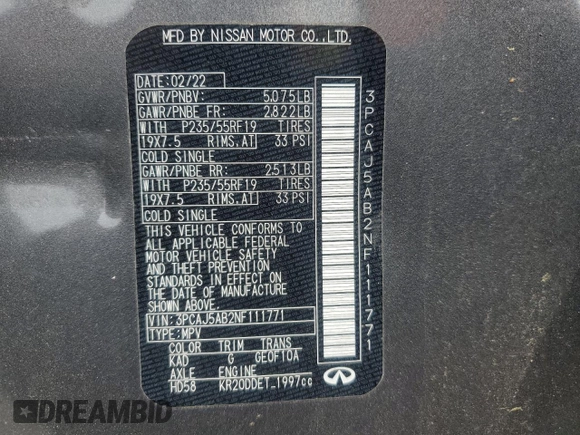 MFD BY NISSAN MOTOR CO.,LTD.
DATE:02/22
GVWR/PNBV: 5,075LB
GAWR/PNBE FR: 2,822LB
WITH P235/55RF19 TIRES
19X7.5 RIMS.AT 33 PSI
COLD SINGLE
GAWR/PNBE RR: 2,513LB
WITH P235/55RF19 TIRES
19X7.5 RIMS.AT 33 PSI
COLD SINGLE
THIS VEHICLE CONFORMS TO
ALL APPLICABLE FEDERAL
MOTOR VEHICLE SAFETY
AND THEFT PREVENTION
STANDARDS IN EFFECT ON
THE DATE OF MANUFACTURE
SHOWN ABOVE.
VIN:3PCAJ5AB2NF111771
TYPE:MPV
COLOR TRIM TRANS
KAD G GE0F10A
AXLE ENGINE
HD58 KR20DDET 1997cc
3PCAJ5AB2NF111771
DREAMBID